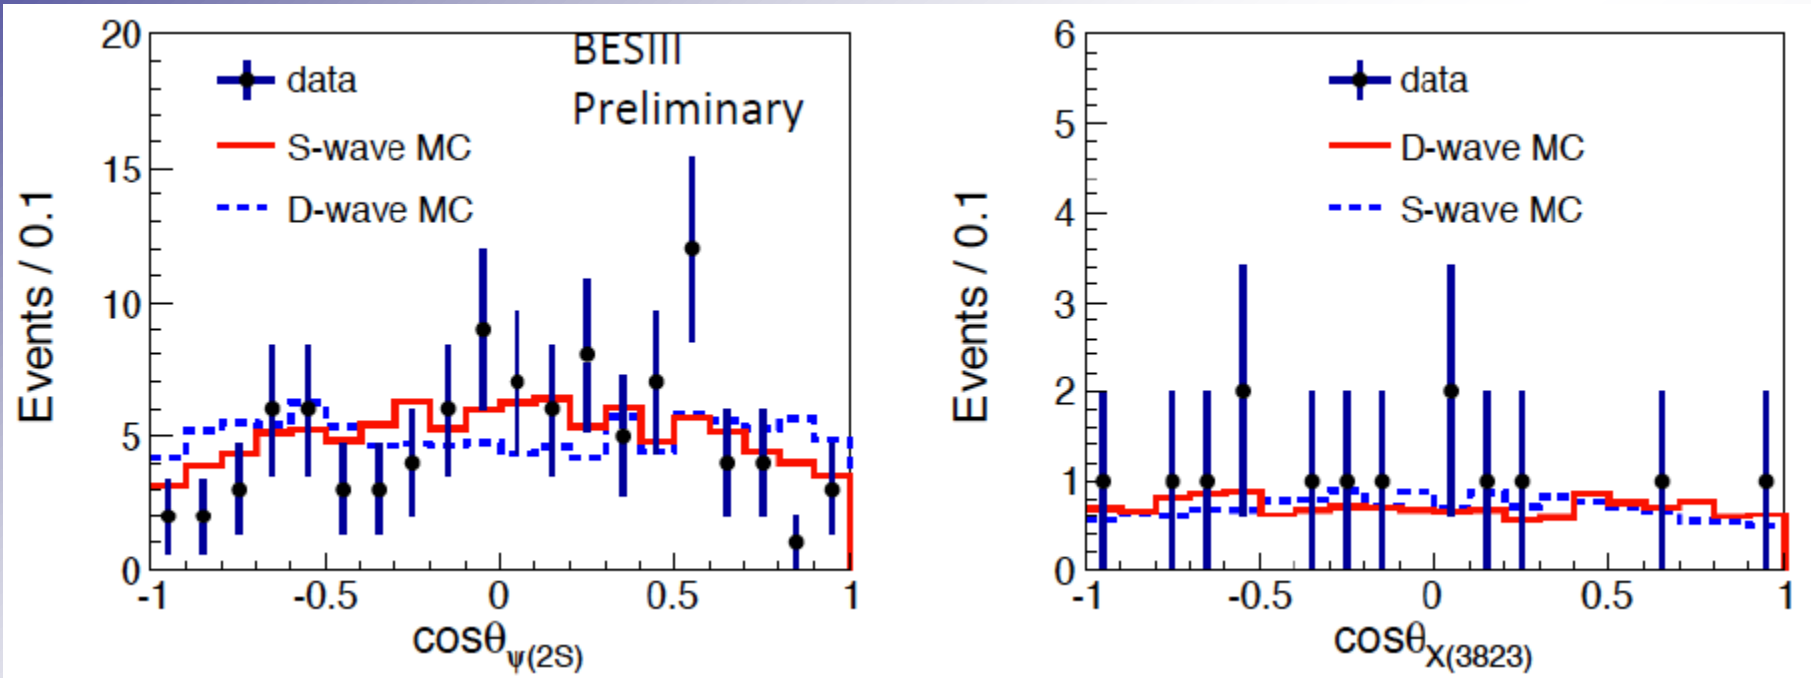 20
15
10
5
0
Events / 0.1
data
S-wave MC
D-wave MC
BESIII
Preliminary
-1
-0.5
0
0.5
1
cosθψ(2S)
6
5
4
3
2
1
0
Events / 0.1
data
D-wave MC
S-wave MC
-1
-0.5
0
0.5
1
cosθX(3823)